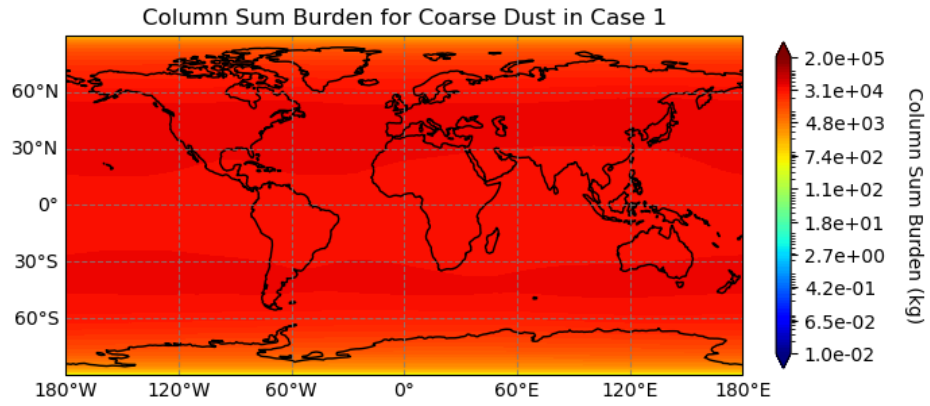 Column Sum Burden for Coarse Dust in Case 1
60°N
30°N
0°
30°S
60°S
180°W 120°W 60°W 0° 60°E 120°E 180°E
2.0e+05
3.1e+04
4.8e+03
7.4e+02
1.1e+02
1.8e+01
2.7e+00
4.2e-01
6.5e-02
1.0e-02
Column Sum Burden (kg)